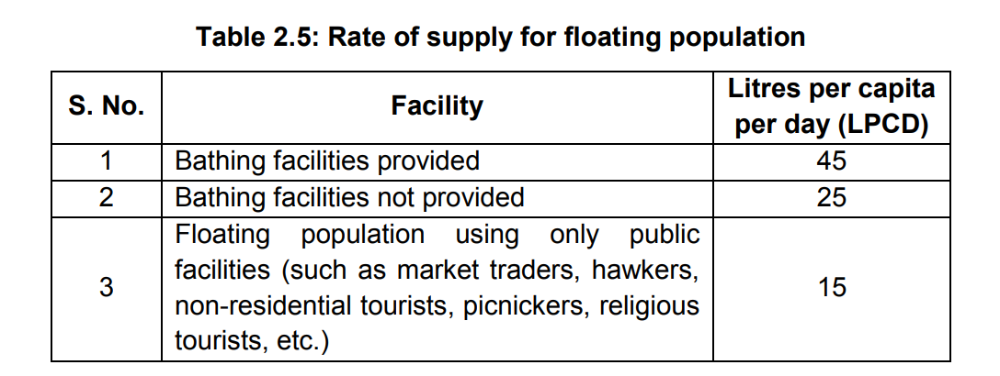 Table 2.5: Rate of supply for floating population
S. No.
Facility
Litres per capita
per day (LPCD)
1
Bathing facilities provided
45
2
Bathing facilities not provided
25
3
Floating population using only public
facilities (such as market traders, hawkers,
non-residential tourists, picnickers, religious
tourists, etc.)
15